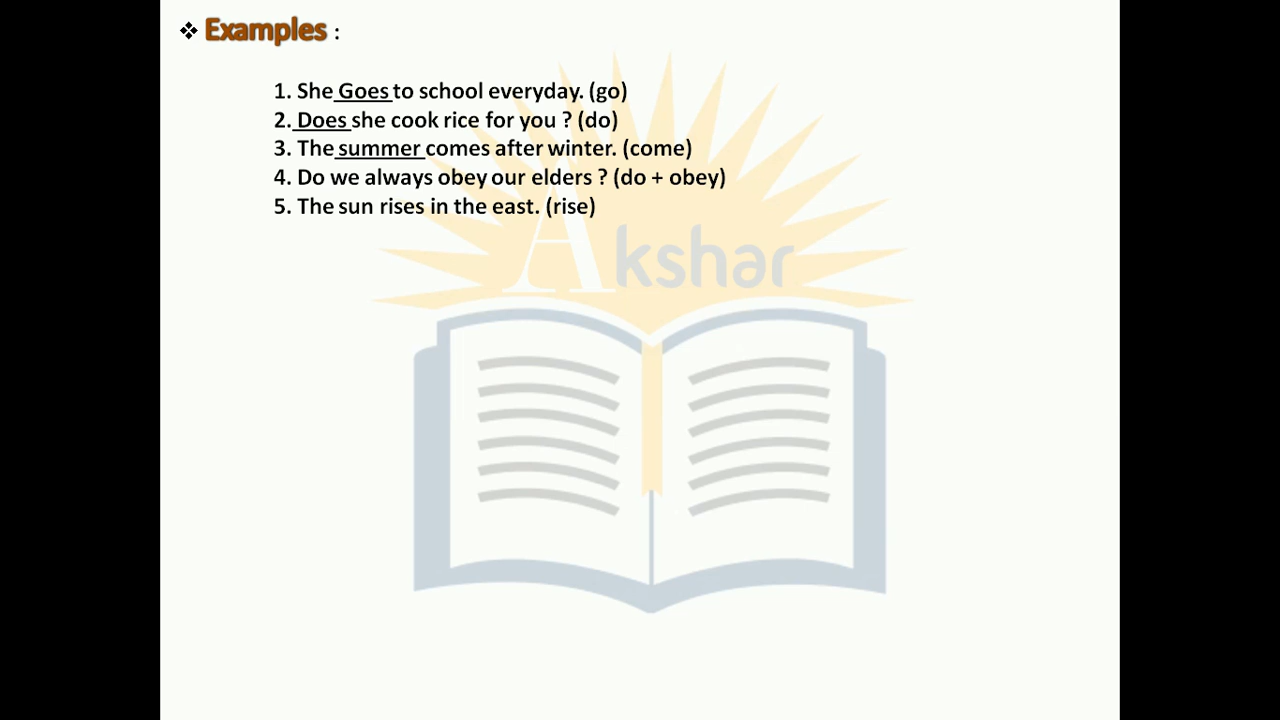 ❖ Examples :
1. She Goes to school everyday. (go)
2. Does she cook rice for you ? (do)
3. The summer comes after winter. (come)
4. Do we always obey our elders ? (do + obey)
5. The sun rises in the east. (rise)
Akshar